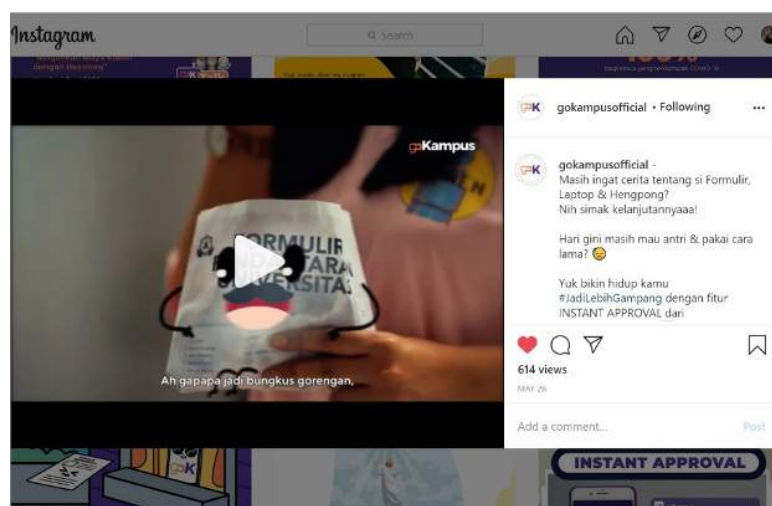 Instagram
Search
gokampusofficial • Following
goKampus
gokampusofficial -
Masih ingat cerita tentang si Formulir,
Laptop & Hengpong?
Nih simak kelanjutannyaaa!
Hari gini masih mau antri & pakai cara
lama? 😓
Yuk bikin hidup kamu
#JadiLebihGampang dengan fitur
INSTANT APPROVAL dari
FORMULIR
Ah gapapa jadi bungkus gorengan,
614 views
MAY 26
Add a comment...
Post
INSTANT APPROVAL